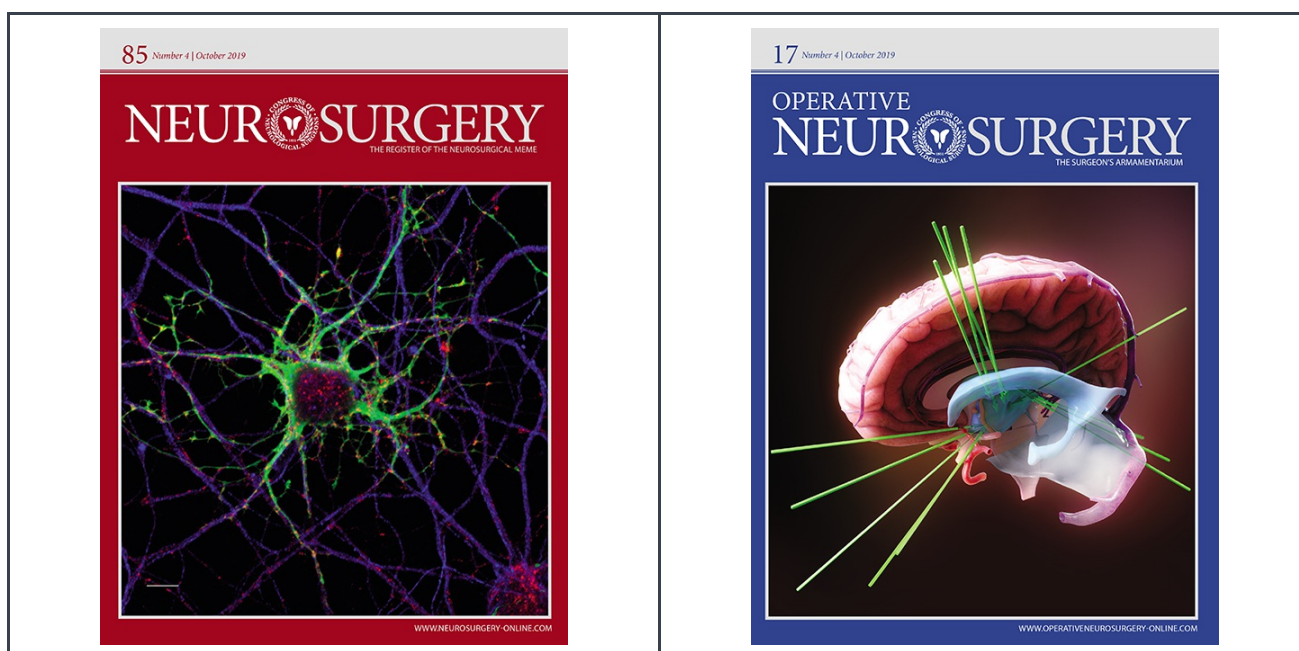 85 Number 4 | October 2019
NEUROSURGERY
CONGRESS OF NEUROLOGICAL SURGEONS
THE REGISTER OF THE NEUROSURGICAL MEME
WWW.NEUROSURGERY-ONLINE.COM
17 Number 4 | October 2019
OPERATIVE
NEUROSURGERY
CONGRESS OF NEUROLOGICAL SURGEONS
THE SURGEON'S ARMAMENTARIUM
WWW.OPERATIVENEUROSURGERY-ONLINE.COM